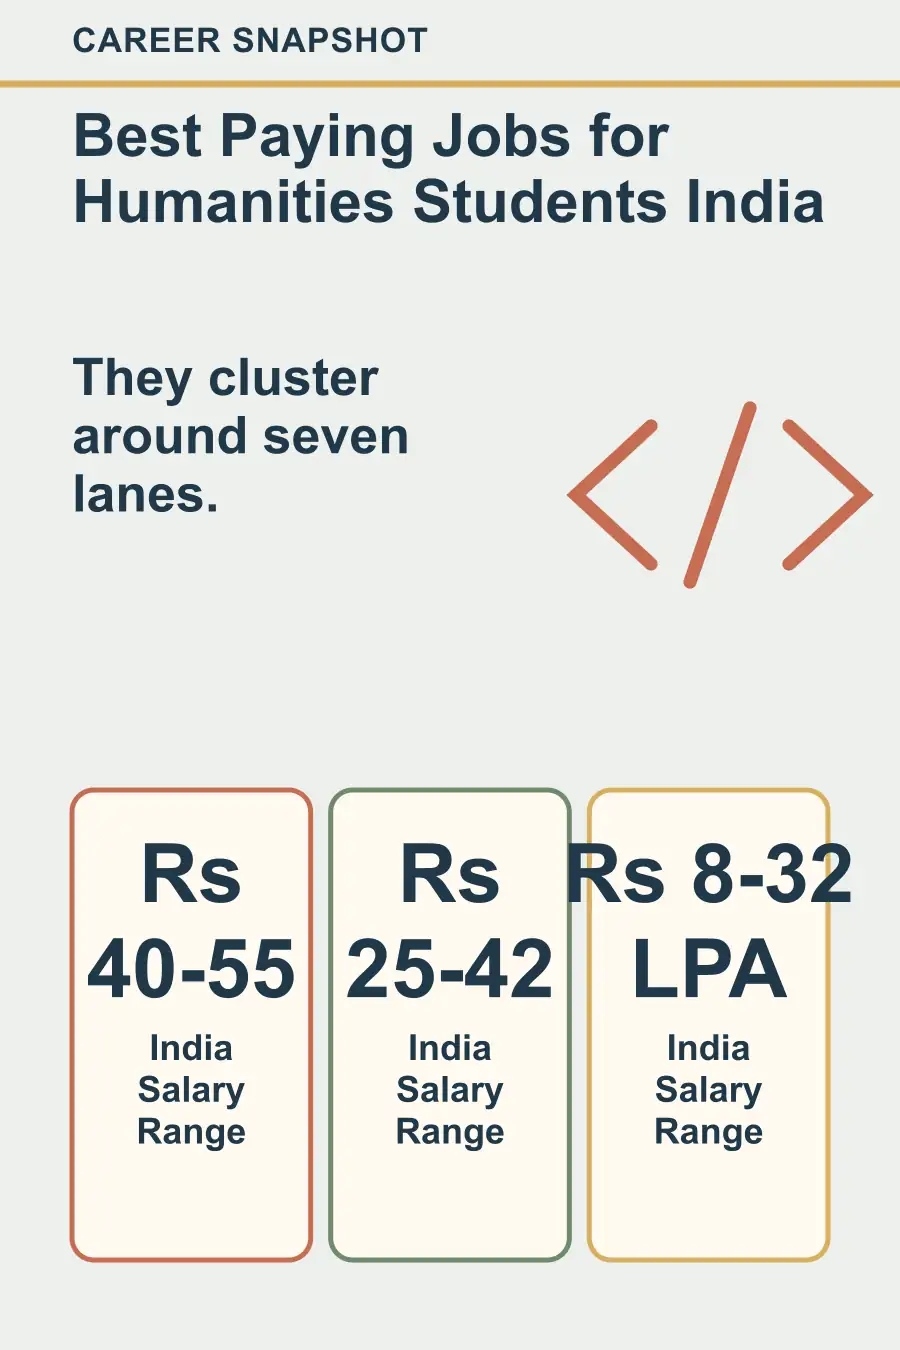 CAREER SNAPSHOT
Best Paying Jobs for
Humanities Students India
They cluster
around seven
lanes.
Rs
40-55
India
Salary
Range
Rs
25-42
India
Salary
Range
Rs 8-32
LPA
India
Salary
Range